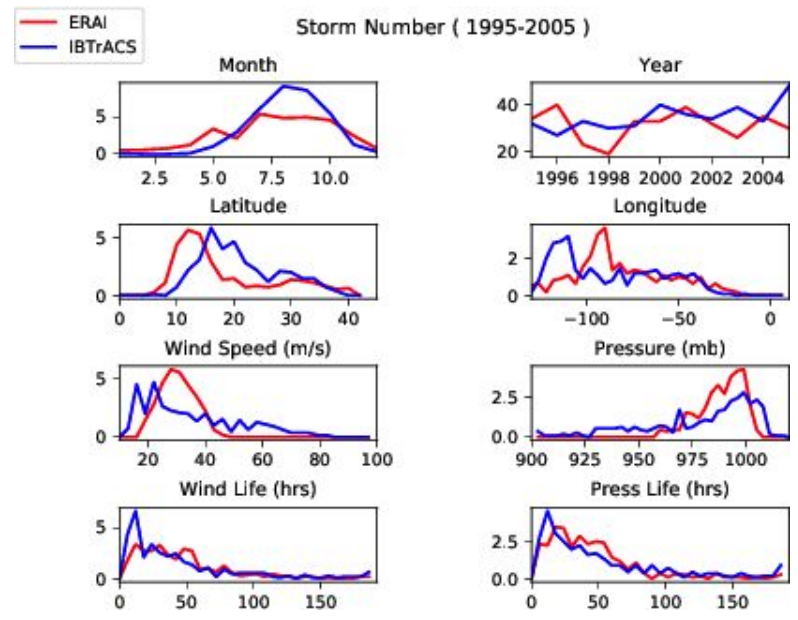 ERAI
IBTrACS
Storm Number ( 1995-2005 )
Month
5
0
2.5 5.0 7.5 10.0
Year
40
20
1996 1998 2000 2002 2004
Latitude
5
0
0 10 20 30 40
Longitude
2
0
−100 −50 0
Wind Speed (m/s)
5
0
20 40 60 80 100
Pressure (mb)
2.5
0.0
900 925 950 975 1000
Wind Life (hrs)
5
0
0 50 100 150
Press Life (hrs)
2.5
0.0
0 50 100 150